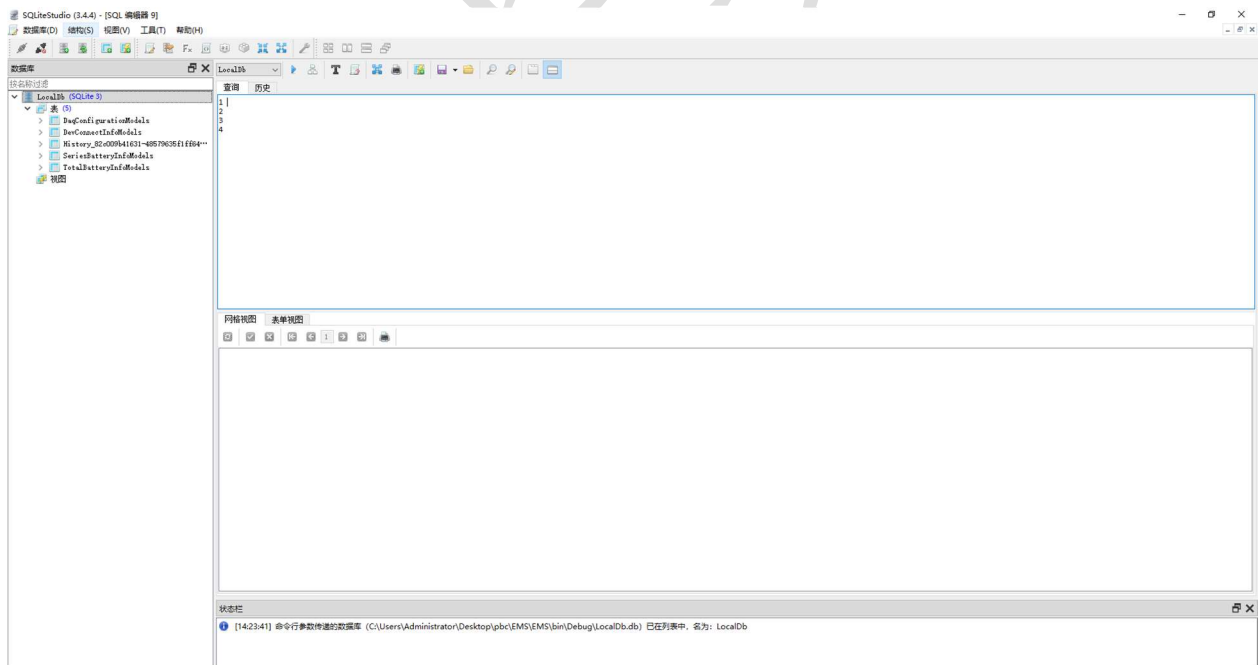 SQLiteStudio (3.4.4) - [SQL 编辑器 9]
数据库(D) 结构(S) 视图(V) 工具(T) 帮助(H)
数据库
LocalDb
按名称过滤
查询 历史
LocalDb (SQLite 3)
表 (5)
DaqConfigurationModels
DevConnectInfoModels
History_82c009b41631-48579635f1ff64···
SeriesBatteryInfoModels
TotalBatteryInfoModels
视图
1
2
3
4
网格视图 表单视图
1
状态栏
[14:23:41] 命令行参数传递的数据库 (C:\Users\Administrator\Desktop\pbc\EMS\EMS\bin\Debug\LocalDb.db) 已在列表中，名为: LocalDb